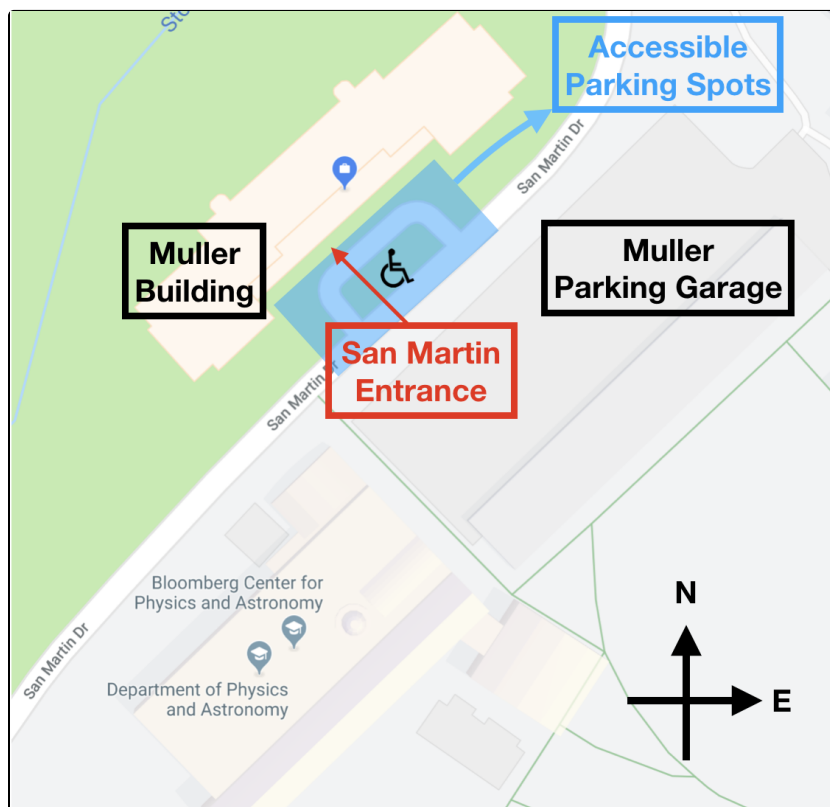 Sto
Accessible
Parking Spots
San Martin Dr
Muller
Building
Muller
Parking Garage
San Martin
Entrance
San Martin Dr
Bloomberg Center for
Physics and Astronomy
Department of Physics
and Astronomy
San Martin Dr
N
E